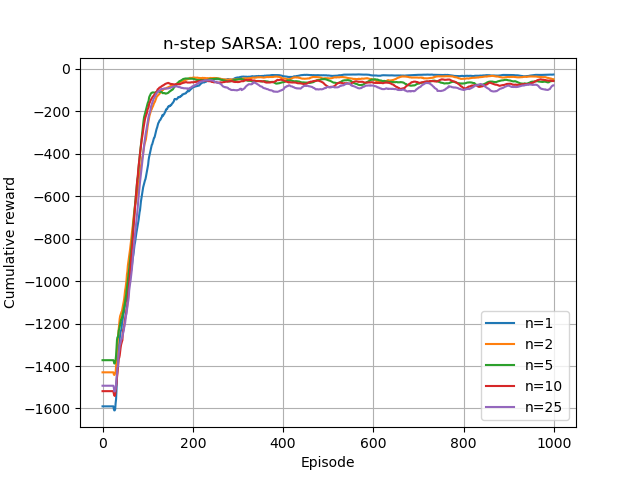 n-step SARSA: 100 reps, 1000 episodes
0
−200
−400
−600
−800
−1000
−1200
−1400
−1600
Cumulative reward
n=1
n=2
n=5
n=10
n=25
0
200
400
600
800
1000
Episode